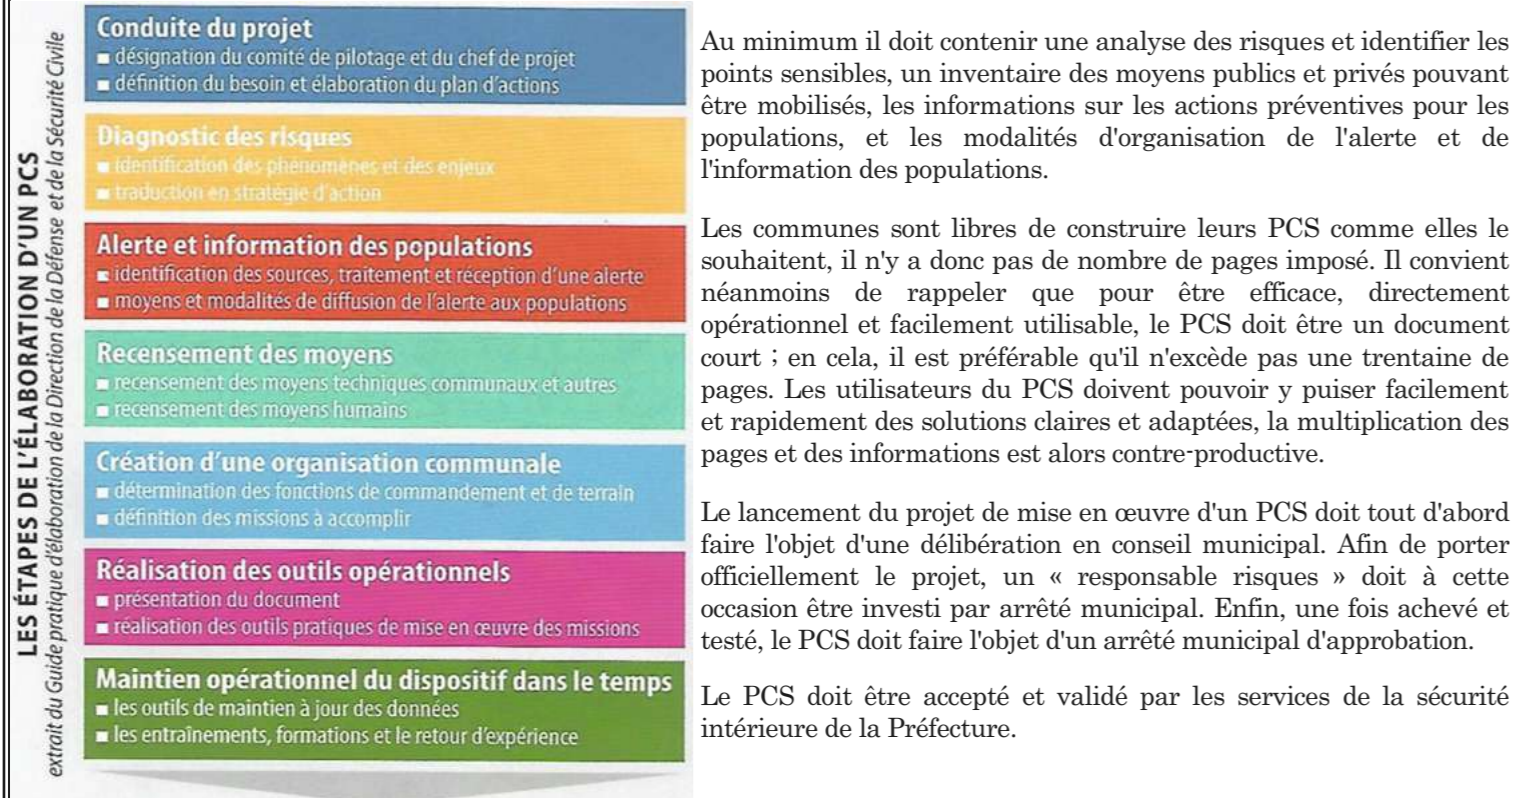 LES ÉTAPES DE L'ÉLABORATION D'UN PCS
extrait du Guide pratique d'élaboration de la Direction de la Défense et de la Sécurité Civile
Conduite du projet
■ désignation du comité de pilotage et du chef de projet
■ définition du besoin et élaboration du plan d'actions
Diagnostic des risques
■ identification des phénomènes et des enjeux
■ traduction en stratégie d'action
Alerte et information des populations
■ identification des sources, traitement et réception d'une alerte
■ moyens et modalités de diffusion de l'alerte aux populations
Recensement des moyens
■ recensement des moyens techniques communaux et autres
■ recensement des moyens humains
Création d'une organisation communale
■ détermination des fonctions de commandement et de terrain
■ définition des missions à accomplir
Réalisation des outils opérationnels
■ présentation du document
■ réalisation des outils pratiques de mise en œuvre des missions
Maintien opérationnel du dispositif dans le temps
■ les outils de maintien à jour des données
■ les entraînements, formations et le retour d'expérience
Au minimum il doit contenir une analyse des risques et identifier les
points sensibles, un inventaire des moyens publics et privés pouvant
être mobilisés, les informations sur les actions préventives pour les
populations, et les modalités d'organisation de l'alerte et de
l'information des populations.
Les communes sont libres de construire leurs PCS comme elles le
souhaitent, il n'y a donc pas de nombre de pages imposé. Il convient
néanmoins de rappeler que pour être efficace, directement
opérationnel et facilement utilisable, le PCS doit être un document
court ; en cela, il est préférable qu'il n'excède pas une trentaine de
pages. Les utilisateurs du PCS doivent pouvoir y puiser facilement
et rapidement des solutions claires et adaptées, la multiplication des
pages et des informations est alors contre-productive.
Le lancement du projet de mise en œuvre d'un PCS doit tout d'abord
faire l'objet d'une délibération en conseil municipal. Afin de porter
officiellement le projet, un « responsable risques » doit à cette
occasion être investi par arrêté municipal. Enfin, une fois achevé et
testé, le PCS doit faire l'objet d'un arrêté municipal d'approbation.
Le PCS doit être accepté et validé par les services de la sécurité
intérieure de la Préfecture.